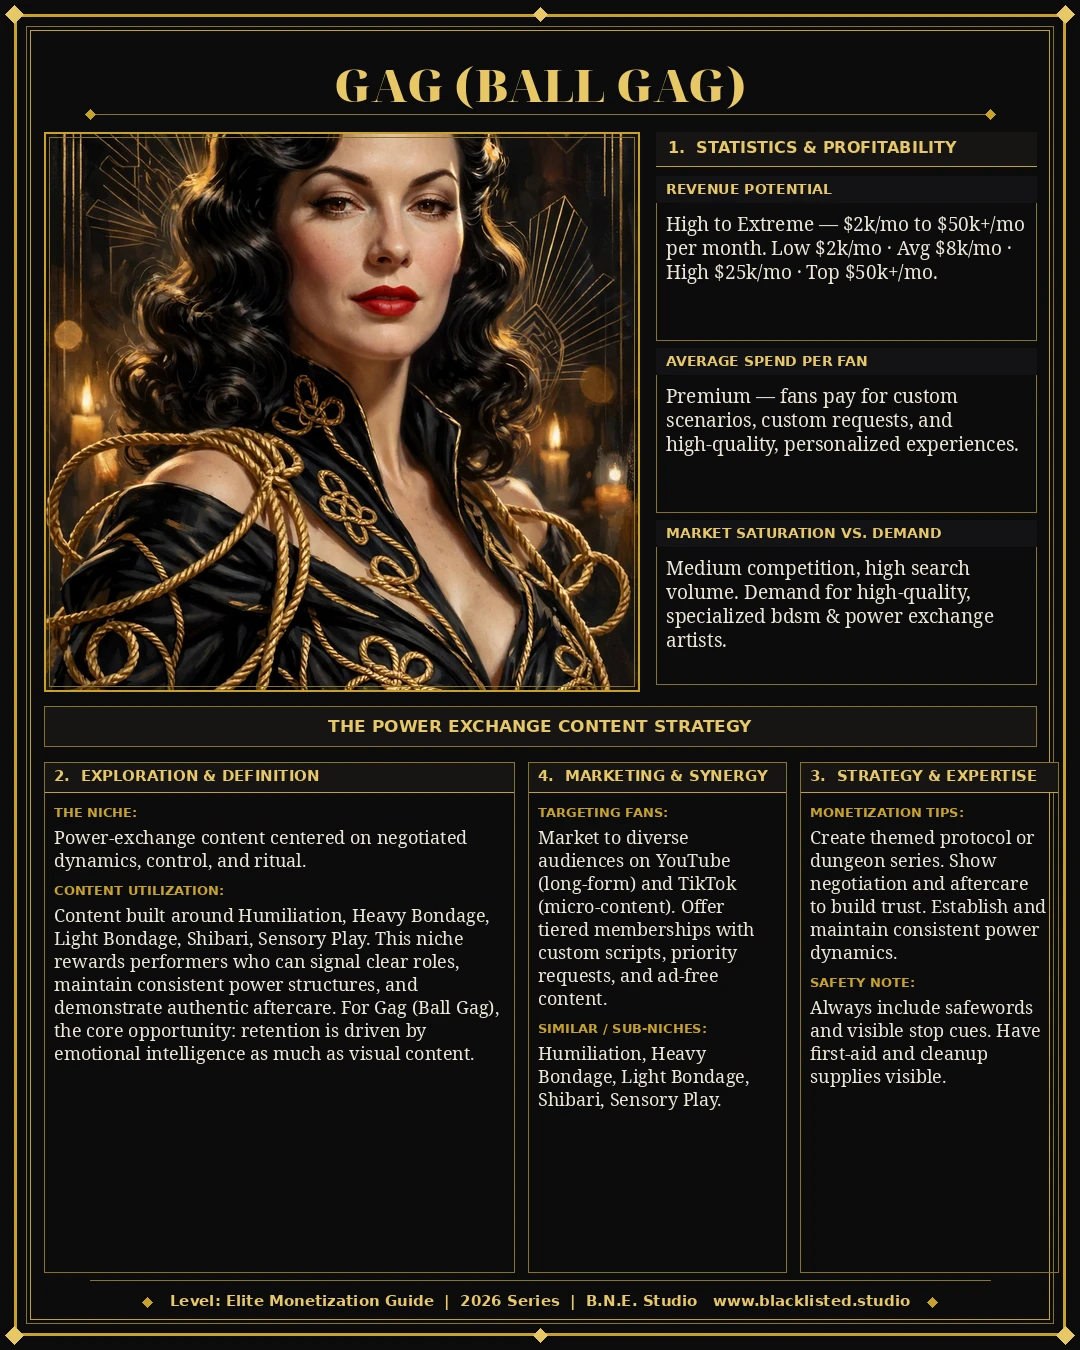 GAG (BALL GAG)
1. STATISTICS & PROFITABILITY
REVENUE POTENTIAL
High to Extreme — $2k/mo to $50k+/mo
per month. Low $2k/mo · Avg $8k/mo ·
High $25k/mo · Top $50k+/mo.
AVERAGE SPEND PER FAN
Premium — fans pay for custom
scenarios, custom requests, and
high-quality, personalized experiences.
MARKET SATURATION VS. DEMAND
Medium competition, high search
volume. Demand for high-quality,
specialized bdsm & power exchange
artists.
THE POWER EXCHANGE CONTENT STRATEGY
2. EXPLORATION & DEFINITION
THE NICHE:
Power-exchange content centered on negotiated
dynamics, control, and ritual.
CONTENT UTILIZATION:
Content built around Humiliation, Heavy Bondage,
Light Bondage, Shibari, Sensory Play. This niche
rewards performers who can signal clear roles,
maintain consistent power structures, and
demonstrate authentic aftercare. For Gag (Ball Gag),
the core opportunity: retention is driven by
emotional intelligence as much as visual content.
4. MARKETING & SYNERGY
TARGETING FANS:
Market to diverse
audiences on YouTube
(long-form) and TikTok
(micro-content). Offer
tiered memberships with
custom scripts, priority
requests, and ad-free
content.
SIMILAR / SUB-NICHES:
Humiliation, Heavy
Bondage, Light Bondage,
Shibari, Sensory Play.
3. STRATEGY & EXPERTISE
MONETIZATION TIPS:
Create themed protocol or
dungeon series. Show
negotiation and aftercare
to build trust. Establish and
maintain consistent power
dynamics.
SAFETY NOTE:
Always include safewords
and visible stop cues. Have
first-aid and cleanup
supplies visible.
Level: Elite Monetization Guide | 2026 Series | B.N.E. Studio www.blacklisted.studio